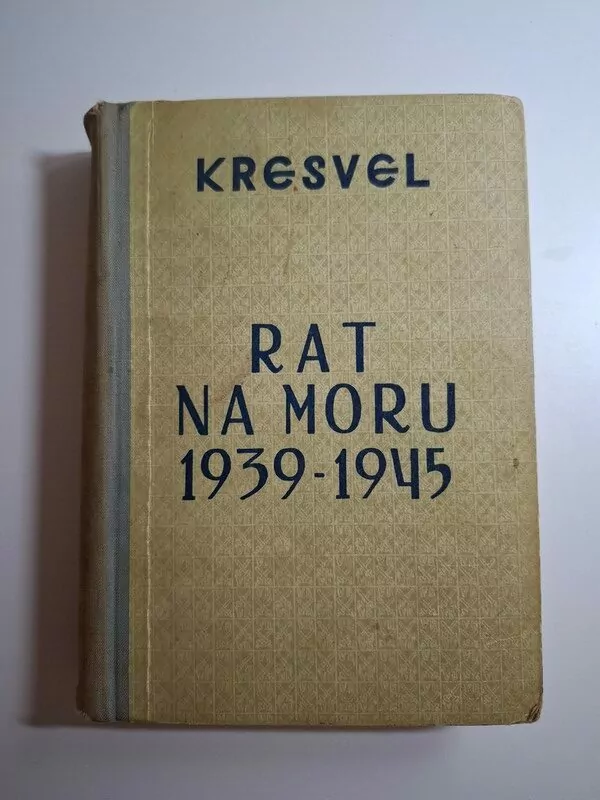 KRESVEL
RAT
NA MORU
1939-1945